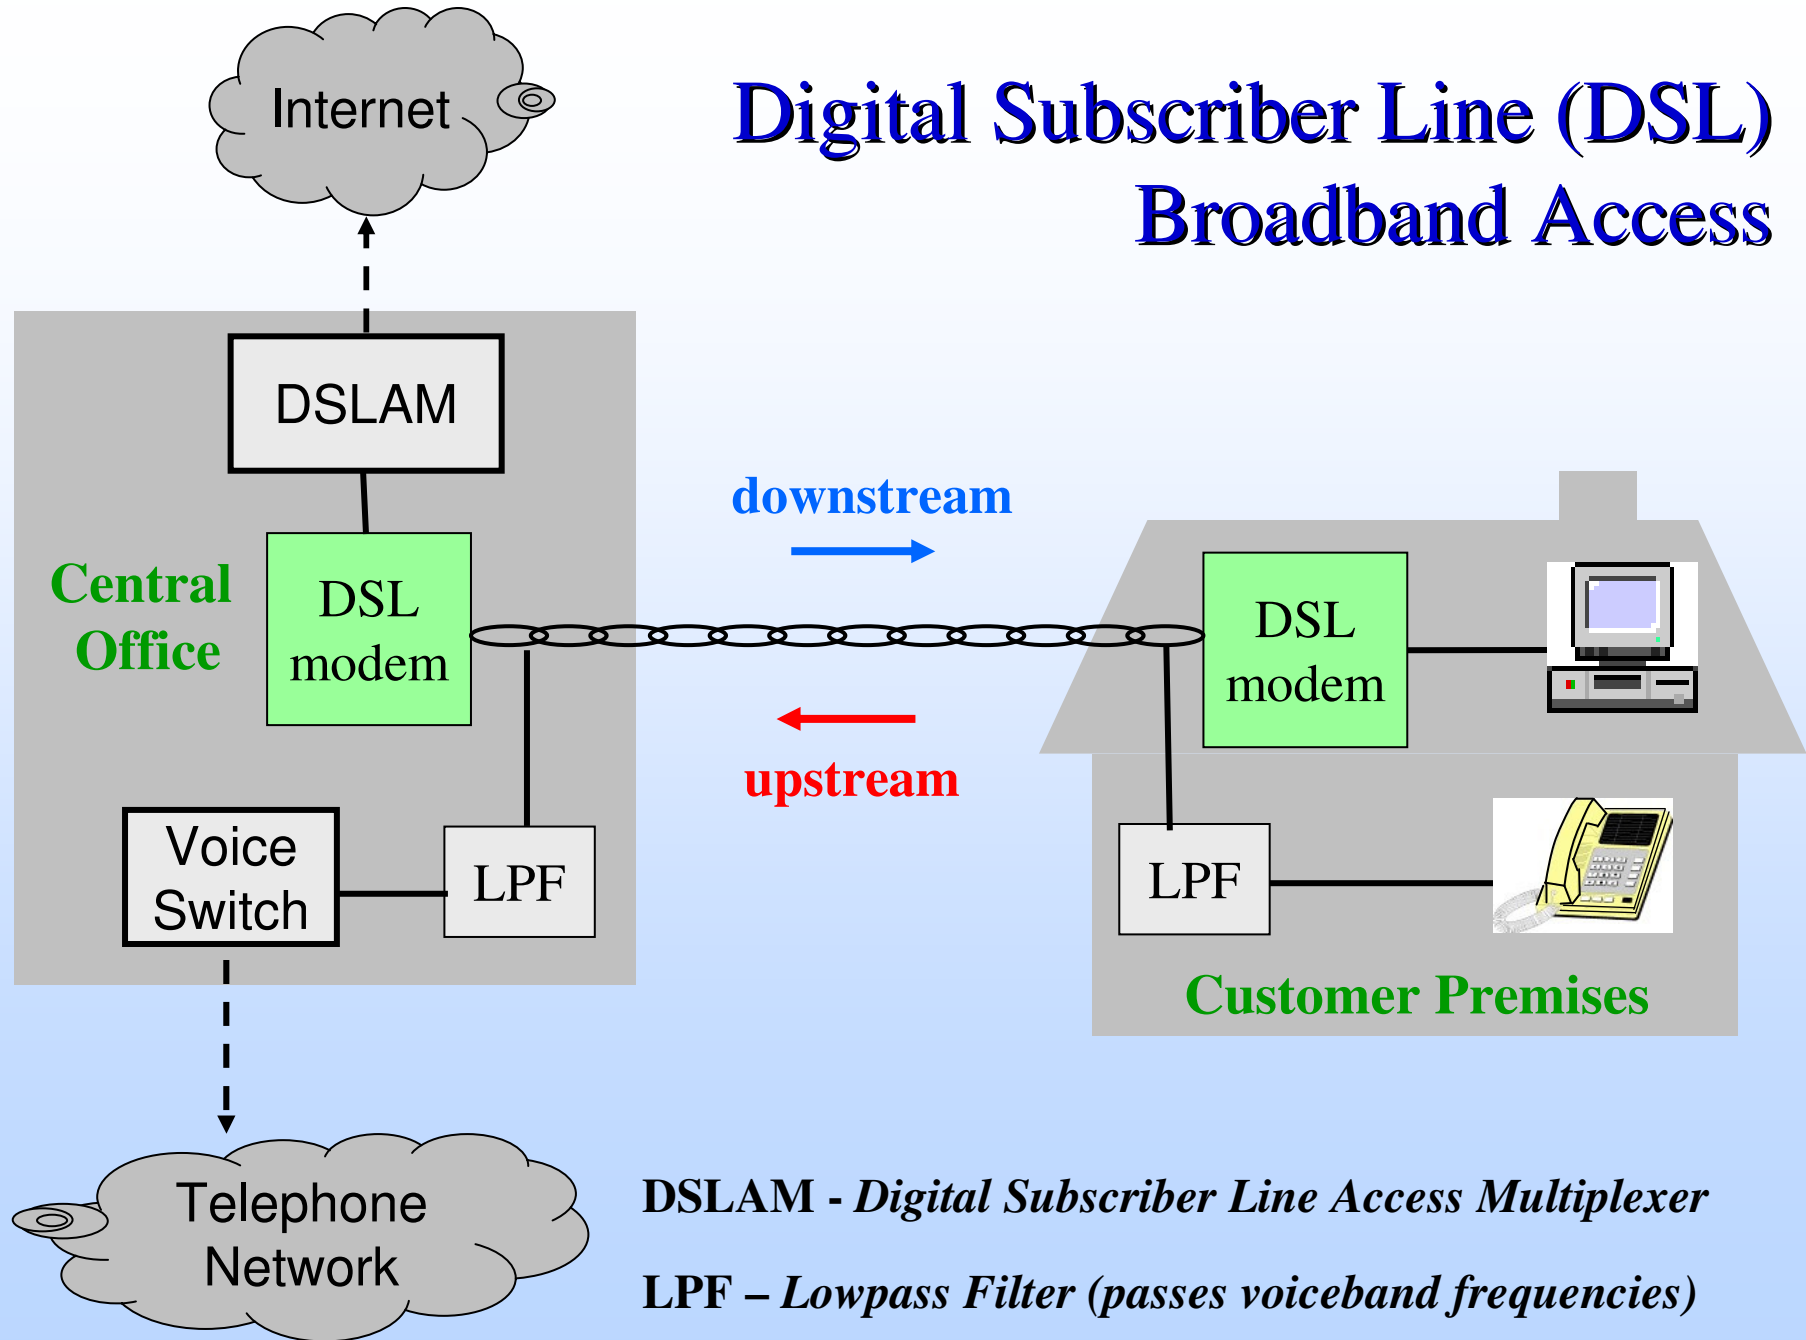 Internet
Digital Subscriber Line (DSL)
Broadband Access
DSLAM
downstream
Central
Office
DSL
modem
DSL
modem
upstream
Voice
Switch
LPF
LPF
Customer Premises
Telephone
Network
DSLAM - Digital Subscriber Line Access Multiplexer
LPF – Lowpass Filter (passes voiceband frequencies)